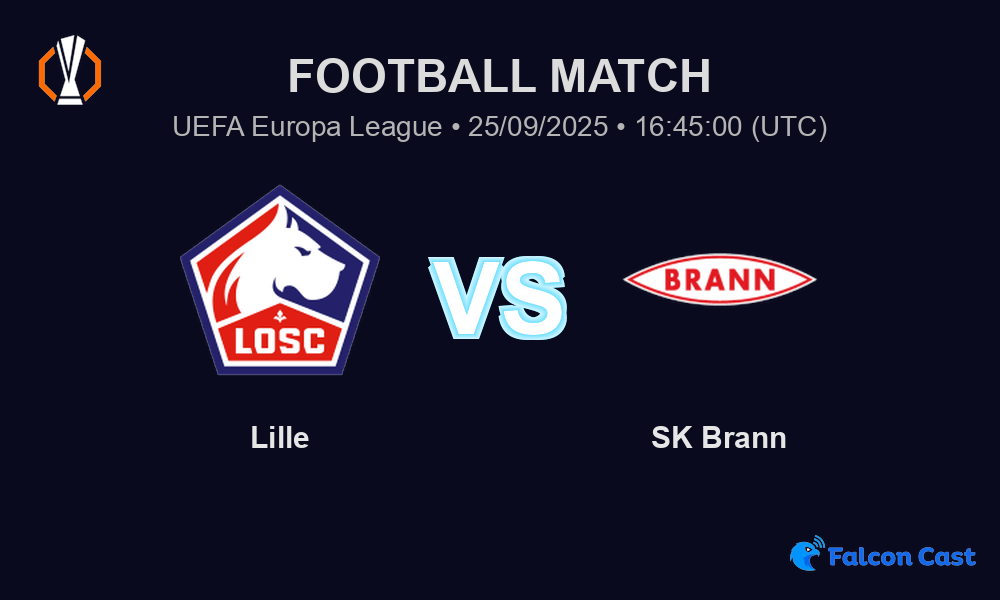 FOOTBALL MATCH
UEFA Europa League • 25/09/2025 • 16:45:00 (UTC)
LOSC
VS
BRANN
Lille
SK Brann
Falcon Cast